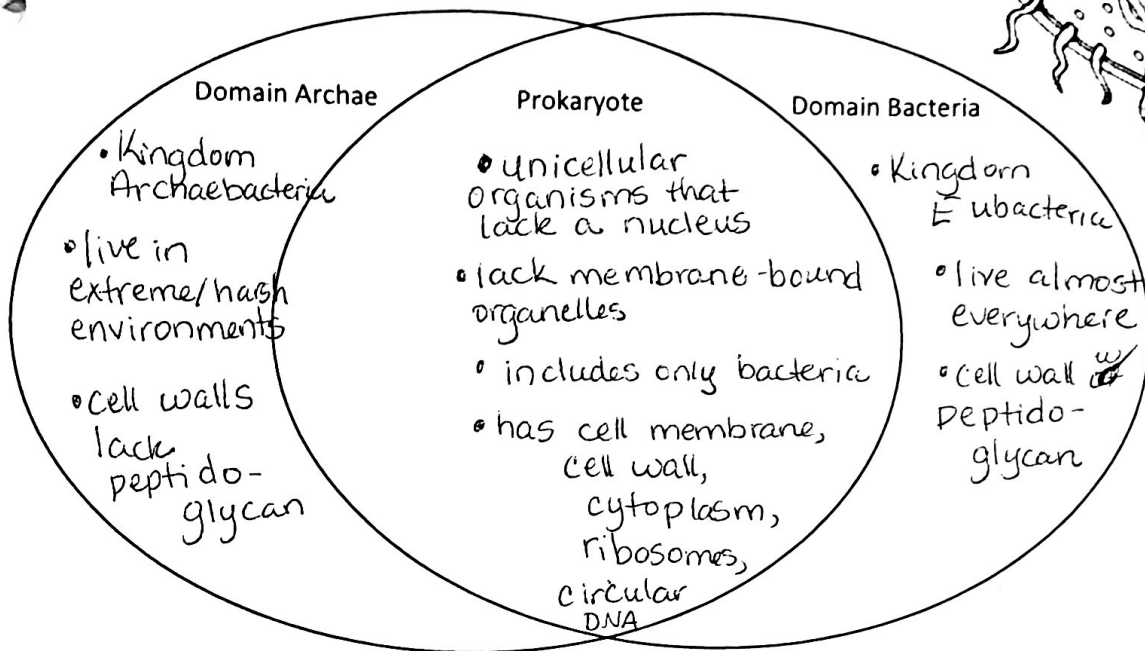 Domain Archae
• Kingdom
Archaebacteria
• live in
extreme/harsh
environments
• cell walls
lack
peptido-
glycan
Prokaryote
• unicellular
organisms that
lack a nucleus
• lack membrane-bound
organelles
• includes only bacteria
• has cell membrane,
cell wall,
cytoplasm,
ribosomes,
circular
DNA
Domain Bacteria
• Kingdom
Eubacteria
• live almost
everywhere
• cell wall w/
peptido-
glycan